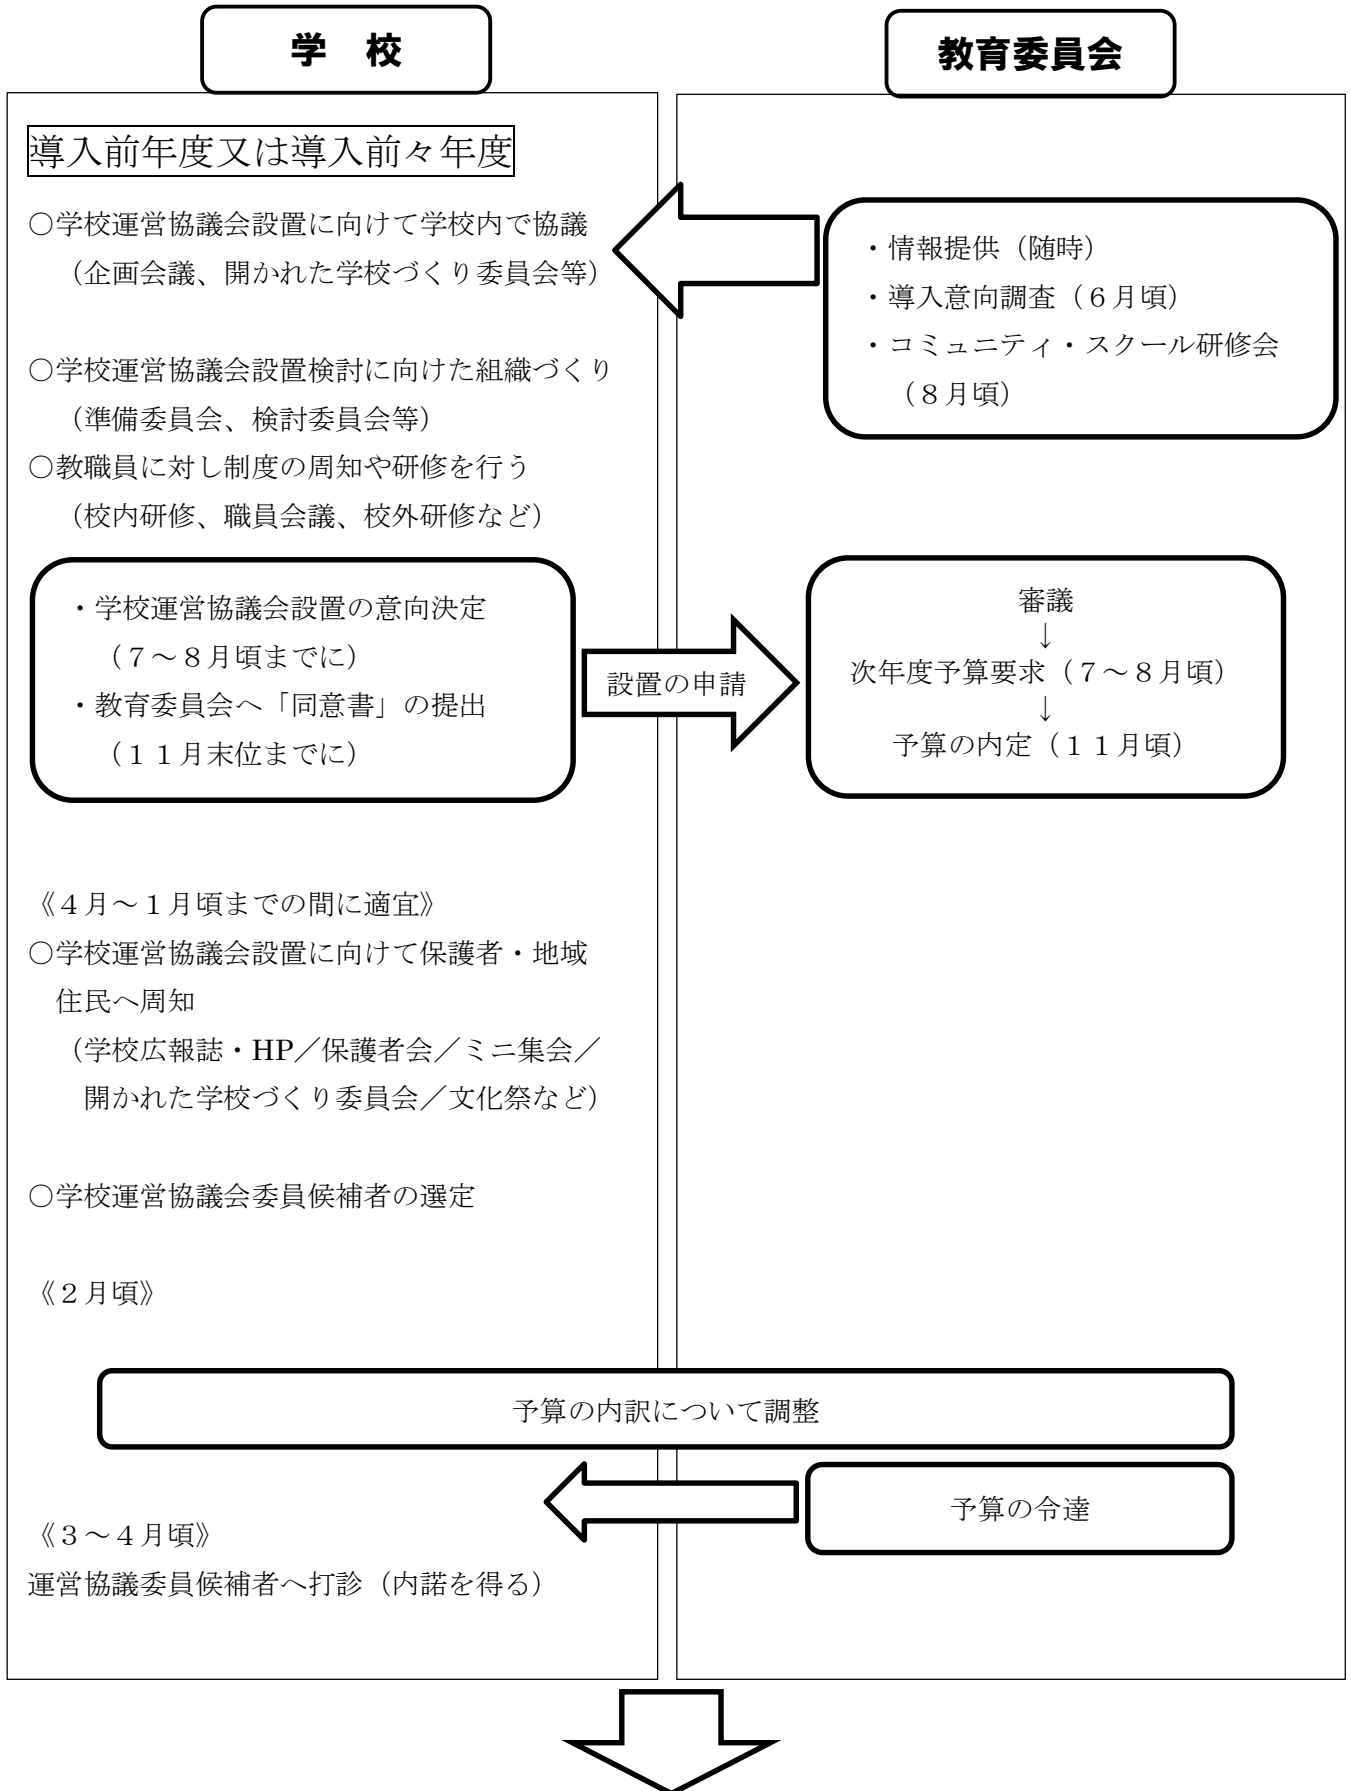 学　校
教育委員会
導入前年度又は導入前々年度
○学校運営協議会設置に向けて学校内で協議
（企画会議、開かれた学校づくり委員会等）
・情報提供（随時）
・導入意向調査（６月頃）
・コミュニティ・スクール研修会
（８月頃）
○学校運営協議会設置検討に向けた組織づくり
（準備委員会、検討委員会等）
○教職員に対し制度の周知や研修を行う
（校内研修、職員会議、校外研修など）
・学校運営協議会設置の意向決定
（７～８月頃までに）
・教育委員会へ「同意書」の提出
（１１月末位までに）
設置の申請
審議
↓
次年度予算要求（７～８月頃）
↓
予算の内定（１１月頃）
《４月～１月頃までの間に適宜》
○学校運営協議会設置に向けて保護者・地域
住民へ周知
（学校広報誌・HP／保護者会／ミニ集会／
開かれた学校づくり委員会／文化祭など）
○学校運営協議会委員候補者の選定
《２月頃》
予算の内訳について調整
予算の令達
《３～４月頃》
運営協議委員候補者へ打診（内諾を得る）